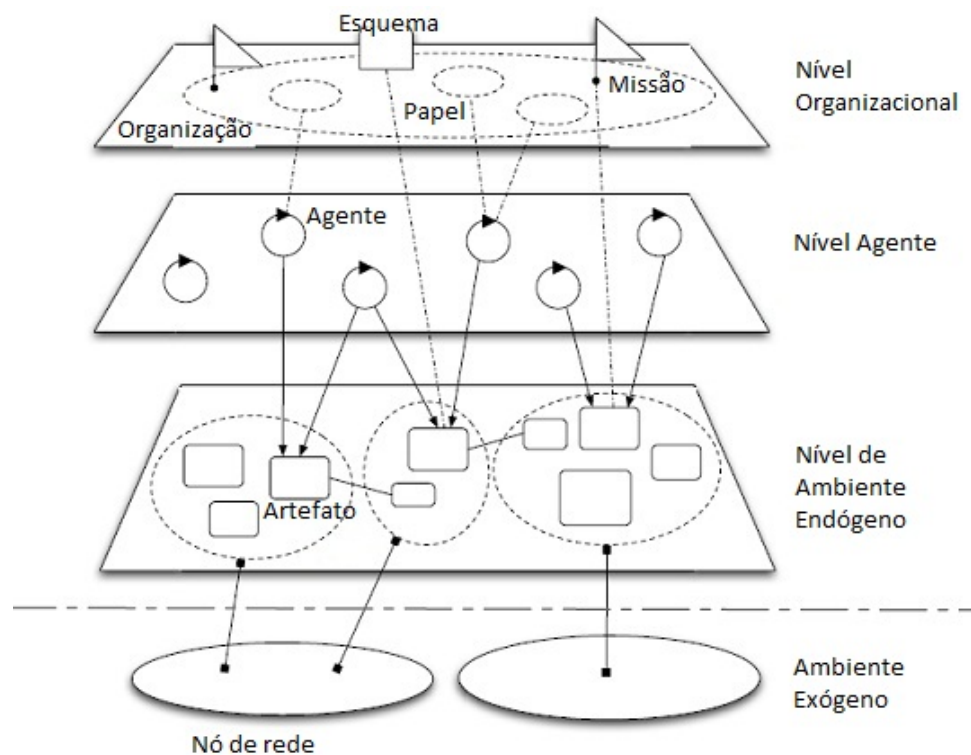 Esquema
Missão
Papel
Organização
Nível
Organizacional
Agente
Nível Agente
Artefato
Nível de
Ambiente
Endógeno
Ambiente
Exógeno
Nó de rede